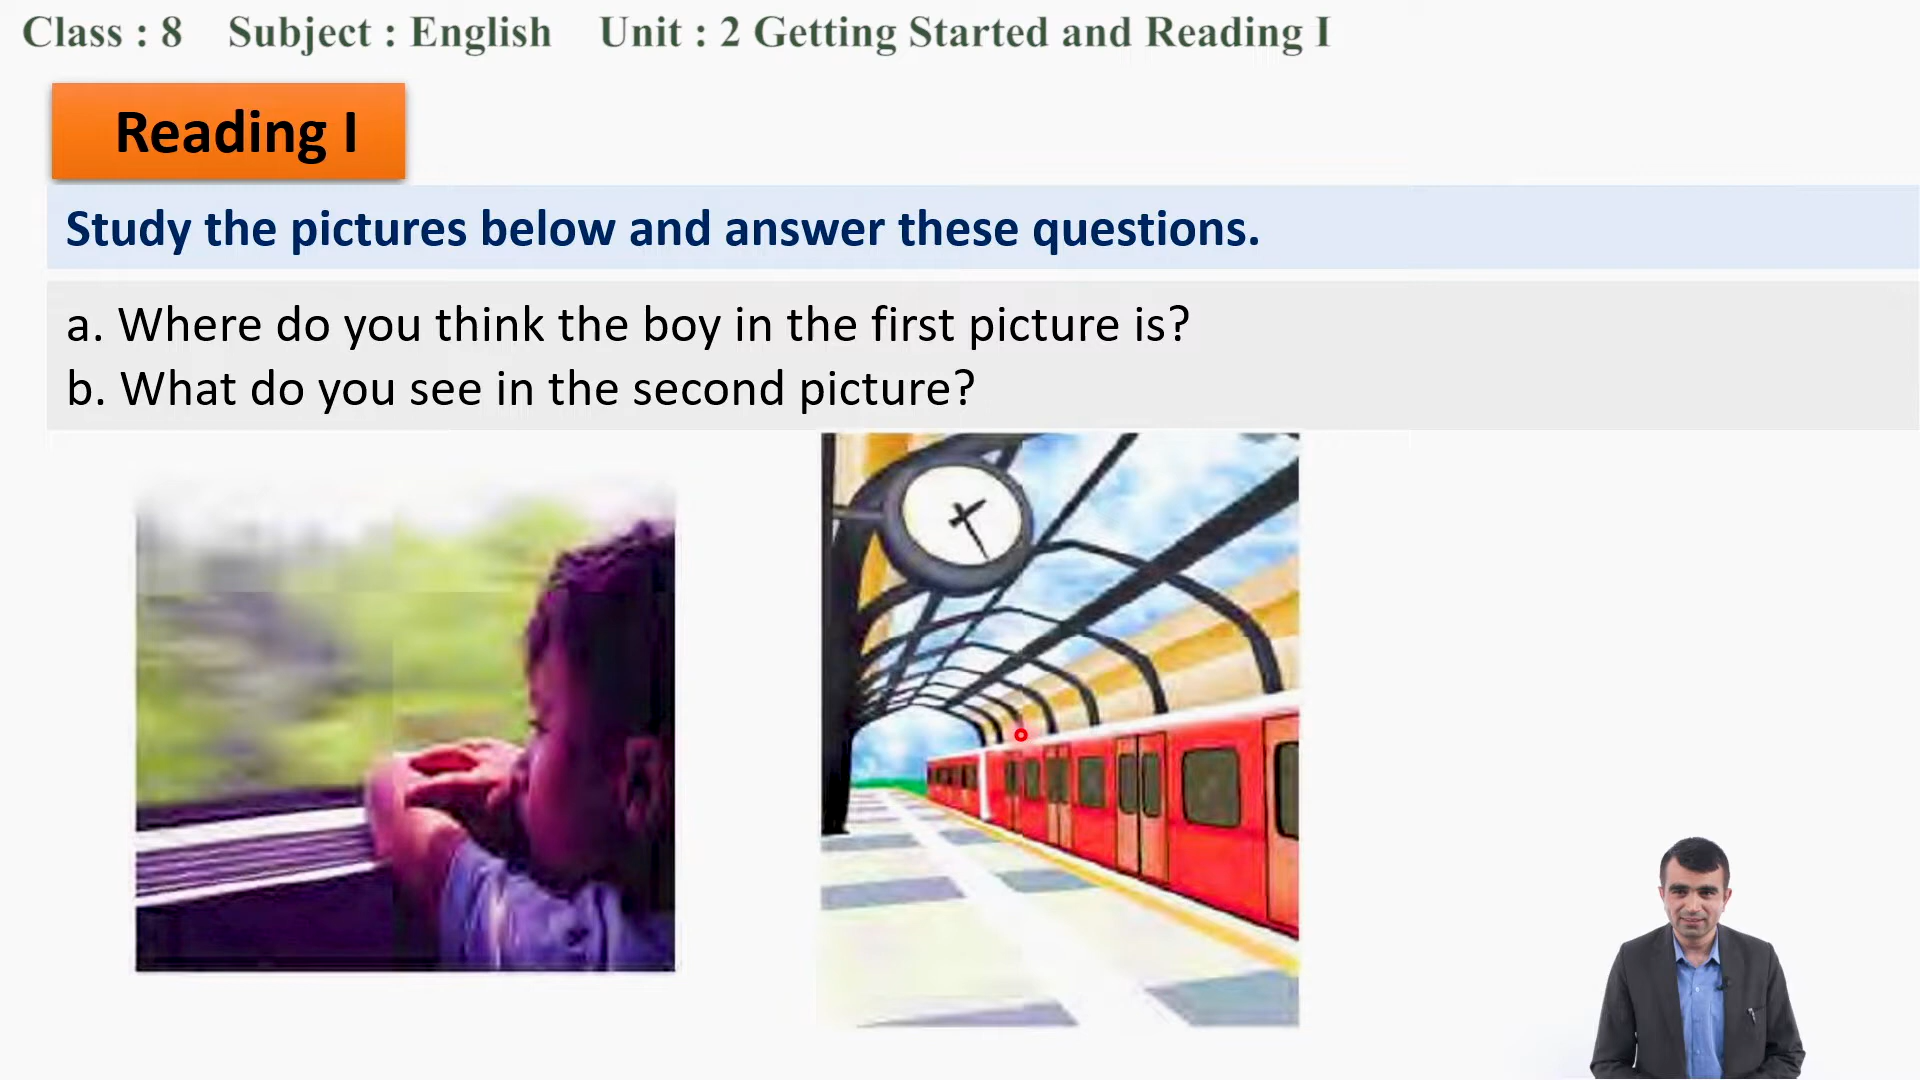 Class : 8 Subject : English Unit : 2 Getting Started and Reading I
Reading I
Study the pictures below and answer these questions.
a. Where do you think the boy in the first picture is?
b. What do you see in the second picture?